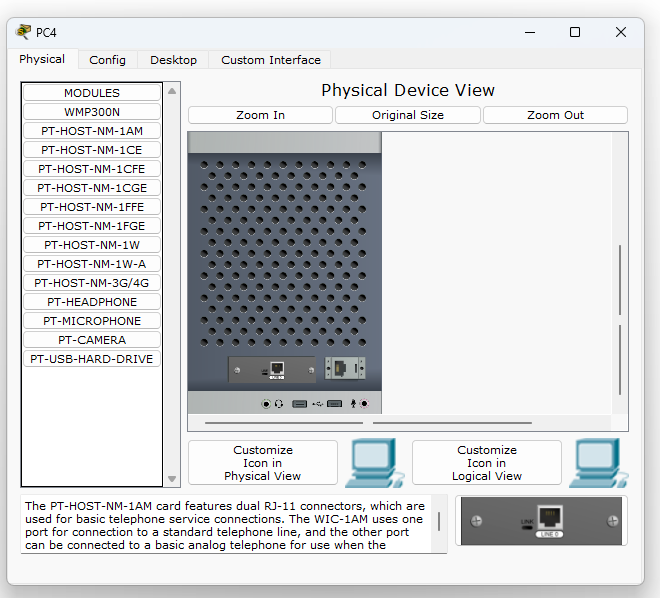 PC4
Physical
Config
Desktop
Custom Interface
MODULES
WMP300N
PT-HOST-NM-1AM
PT-HOST-NM-1CE
PT-HOST-NM-1CFE
PT-HOST-NM-1CGE
PT-HOST-NM-1FFE
PT-HOST-NM-1FGE
PT-HOST-NM-1W
PT-HOST-NM-1W-A
PT-HOST-NM-3G/4G
PT-HEADPHONE
PT-MICROPHONE
PT-CAMERA
PT-USB-HARD-DRIVE
Physical Device View
Zoom In
Original Size
Zoom Out
LINE 0
Customize
Icon in
Physical View
Customize
Icon in
Logical View
The PT-HOST-NM-1AM card features dual RJ-11 connectors, which are
used for basic telephone service connections. The WIC-1AM uses one
port for connection to a standard telephone line, and the other port
can be connected to a basic analog telephone for use when the
LINK
LINE 0